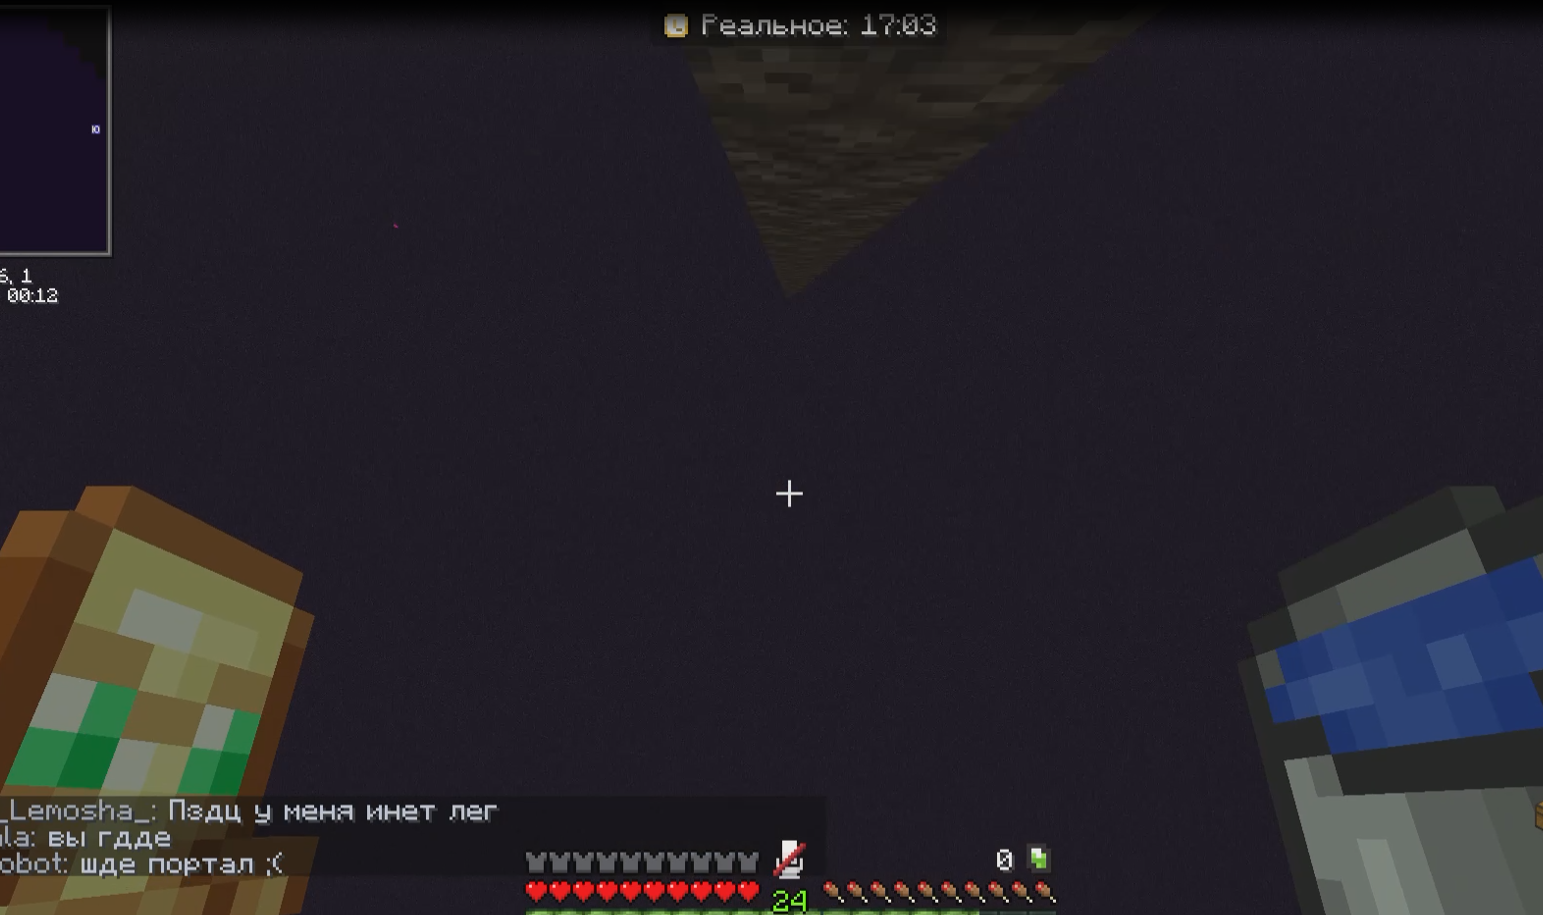 Реальное: 17:03
ю
6, 1
00:12
_Lemosha_: Пздц у меня инет лег
la: вы гдде
obot: шде портал ;(
0
24